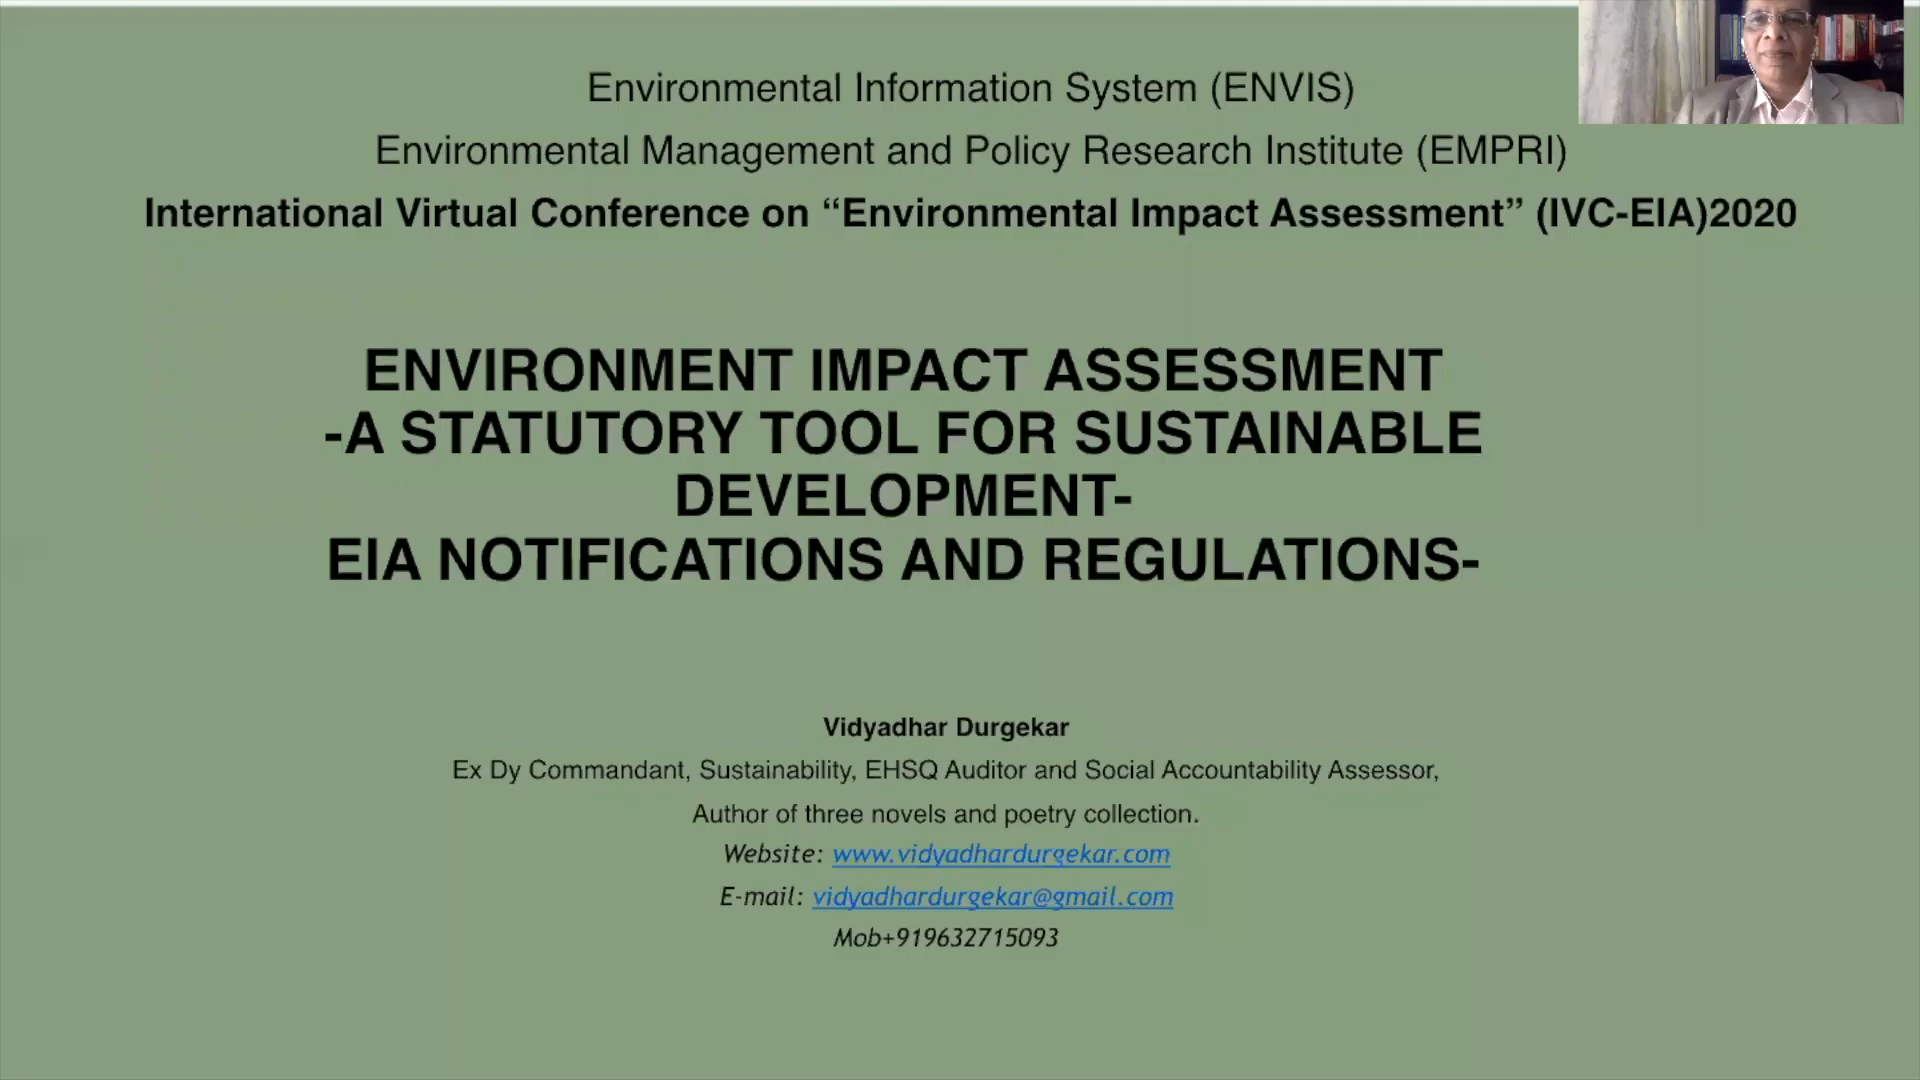 Environmental Information System (ENVIS)
Environmental Management and Policy Research Institute (EMPRI)
International Virtual Conference on “Environmental Impact Assessment” (IVC-EIA)2020
ENVIRONMENT IMPACT ASSESSMENT
-A STATUTORY TOOL FOR SUSTAINABLE
DEVELOPMENT-
EIA NOTIFICATIONS AND REGULATIONS-
Vidyadhar Durgekar
Ex Dy Commandant, Sustainability, EHSQ Auditor and Social Accountability Assessor,
Author of three novels and poetry collection.
Website: www.vidyadhardurgekar.com
E-mail: vidyadhardurgekar@gmail.com
Mob+919632715093